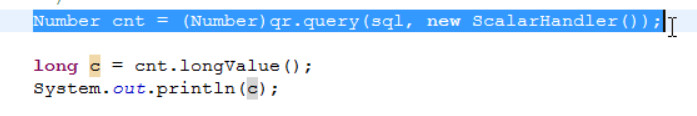 Number cnt = (Number)qr.query(sql, new ScalarHandler());
long c = cnt.longValue();
System.out.println(c);